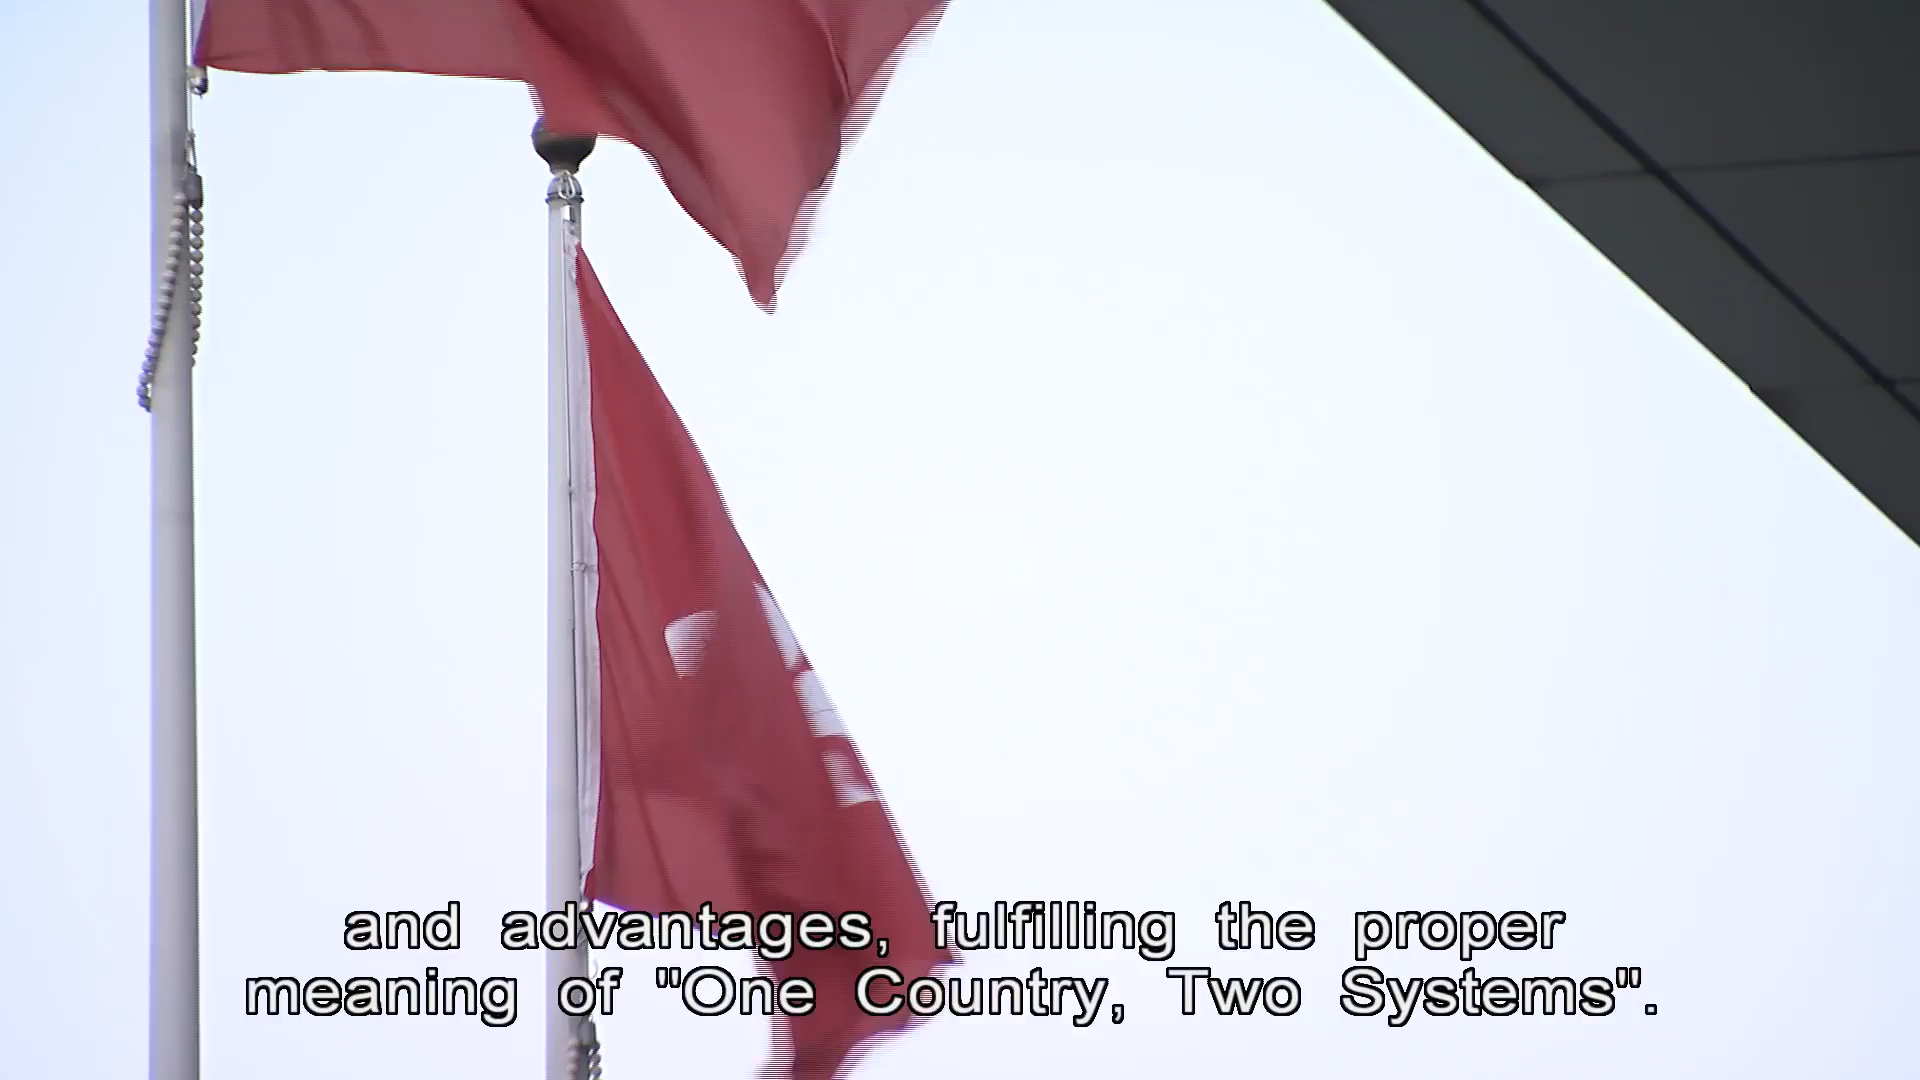 and advantages, fulfilling the proper
meaning of "One Country, Two Systems".